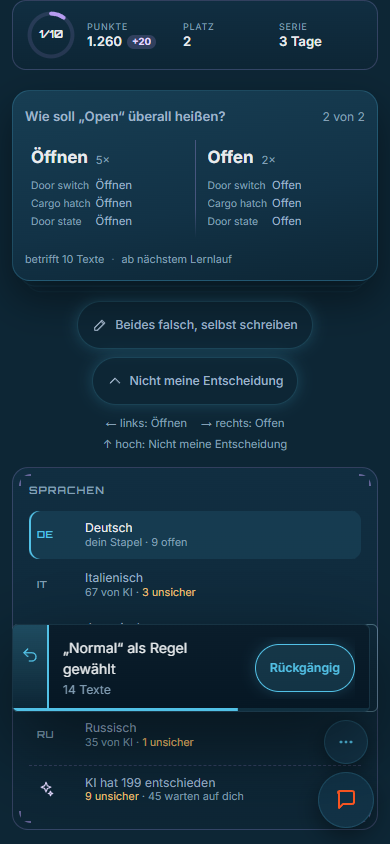 1/10
PUNKTE
1.260 +20
PLATZ
2
SERIE
3 Tage
Wie soll „Open“ überall heißen?
2 von 2
Öffnen 5×
Door switch Öffnen
Cargo hatch Öffnen
Door state Öffnen
Offen 2×
Door switch Offen
Cargo hatch Offen
Door state Offen
betrifft 10 Texte · ab nächstem Lernlauf
Beides falsch, selbst schreiben
Nicht meine Entscheidung
← links: Öffnen → rechts: Offen
↑ hoch: Nicht meine Entscheidung
SPRACHEN
DE
Deutsch
dein Stapel · 9 offen
IT
Italienisch
67 von KI · 3 unsicher
„Normal“ als Regel
gewählt
14 Texte
Rückgängig
RU
Russisch
35 von KI · 1 unsicher
KI hat 199 entschieden
9 unsicher · 45 warten auf dich